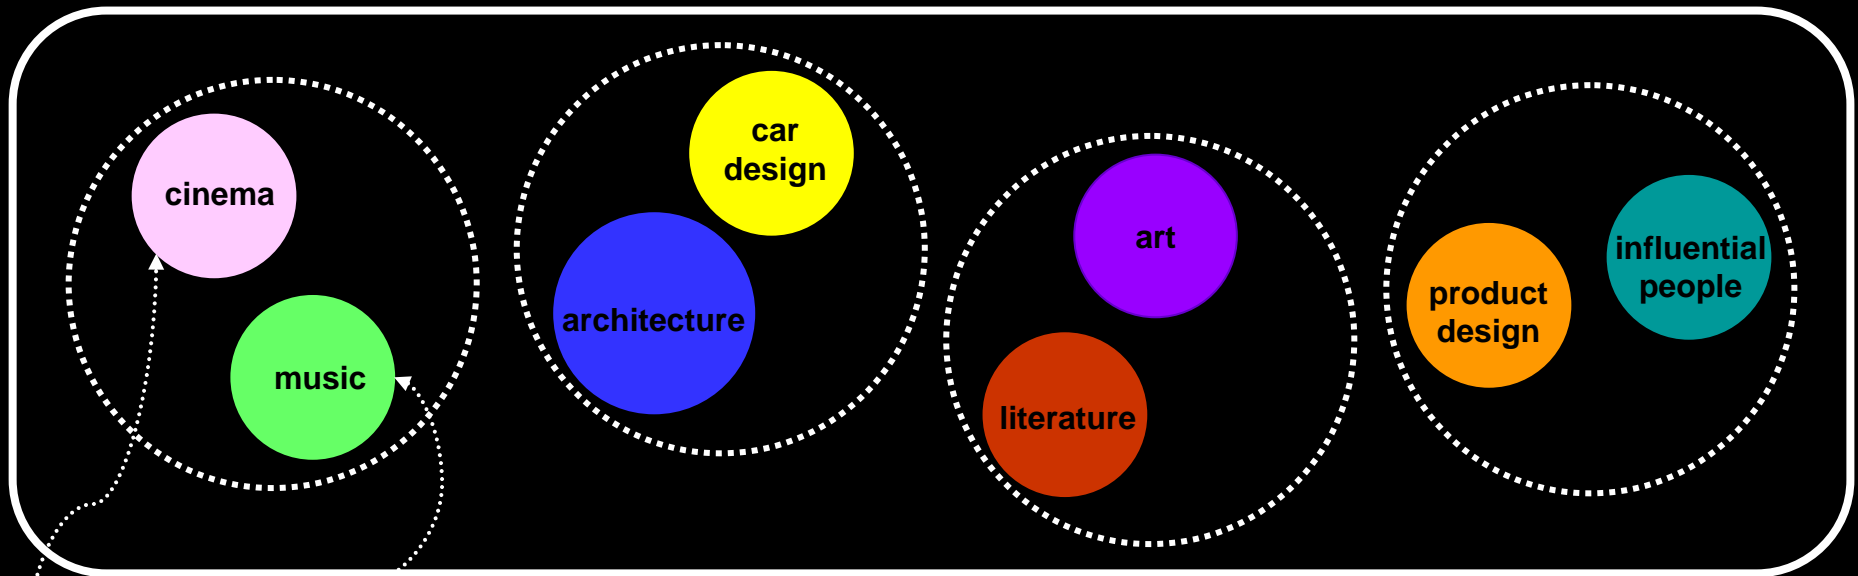 cinema
music
car
design
architecture
art
literature
product
design
influential
people